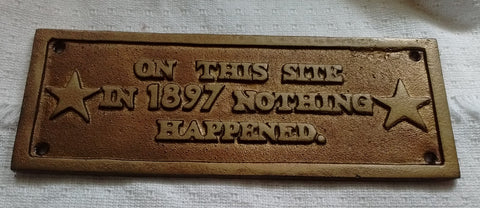 ON THIS SITE
IN 1897 NOTHING
HAPPENED.